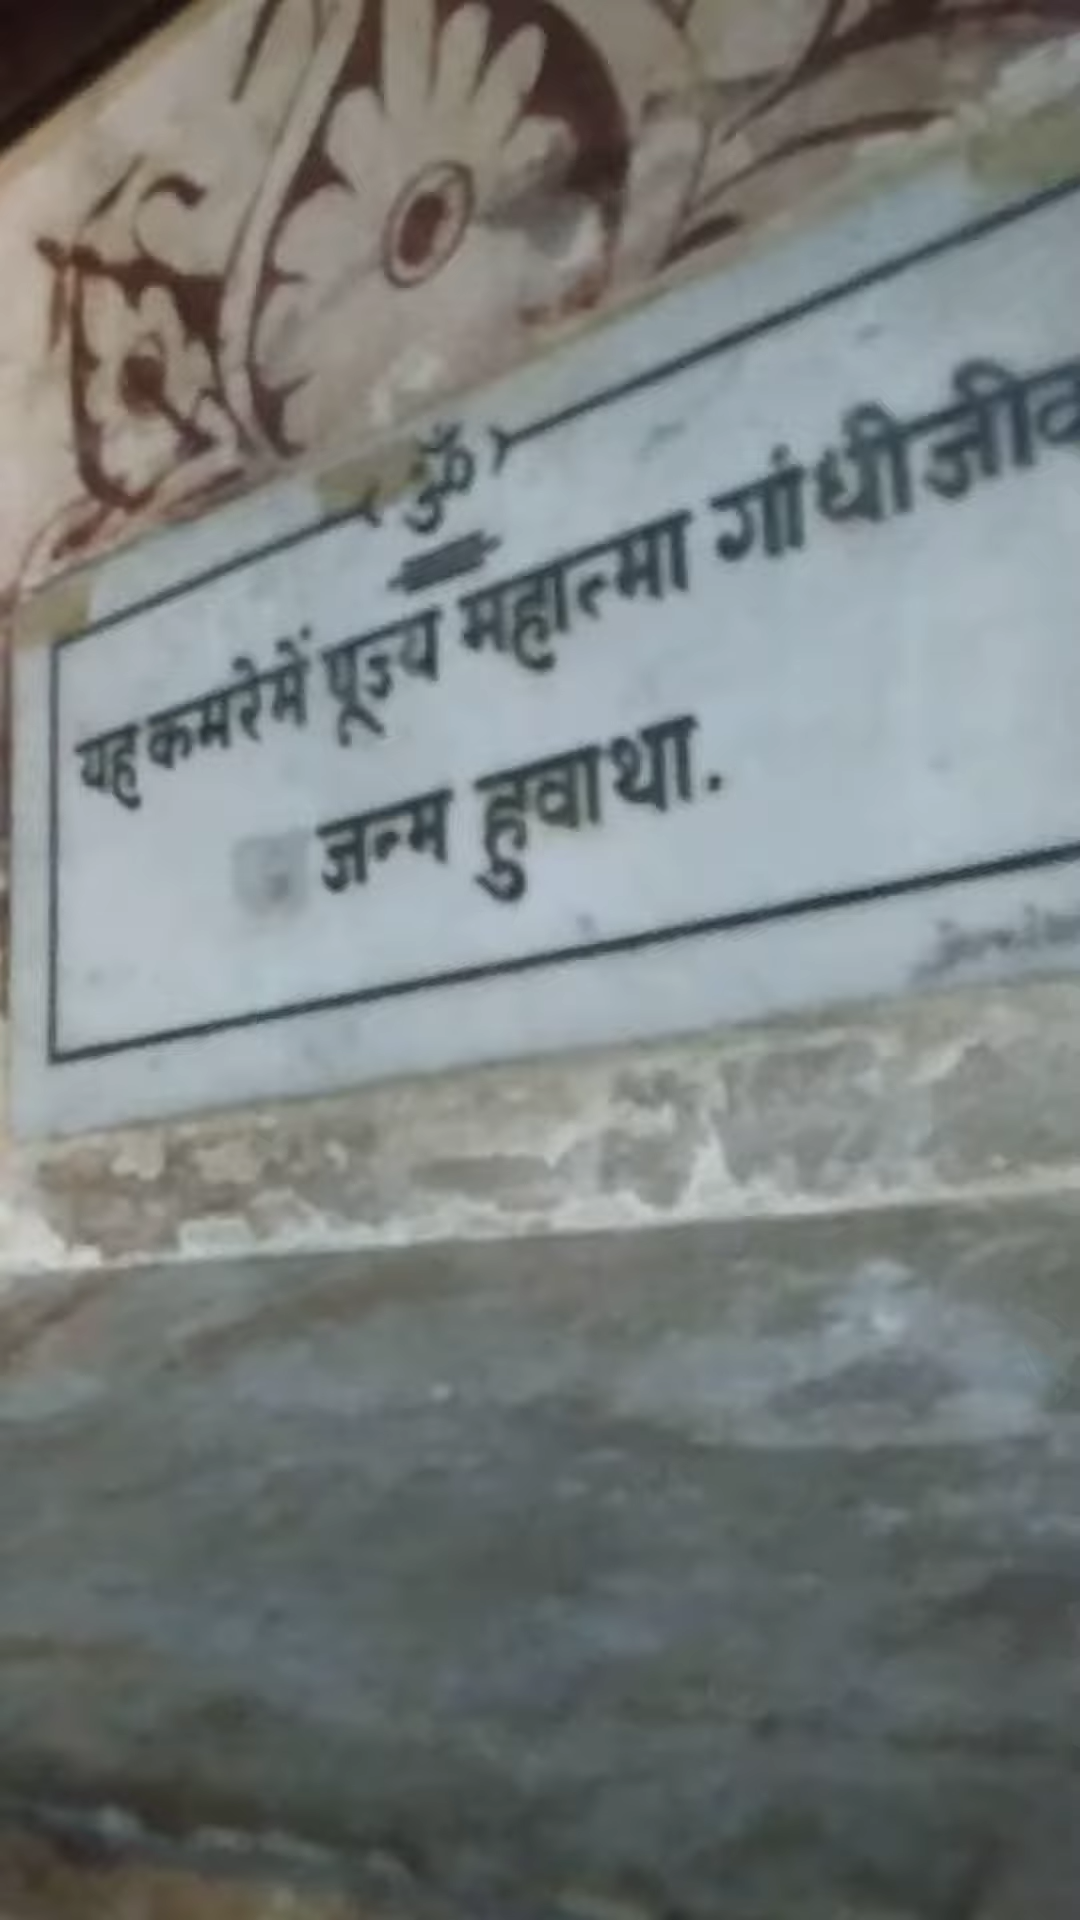 ॐ
यह कमरेमें पूज्य महात्मा गांधीजी
जन्म हुवाथा.